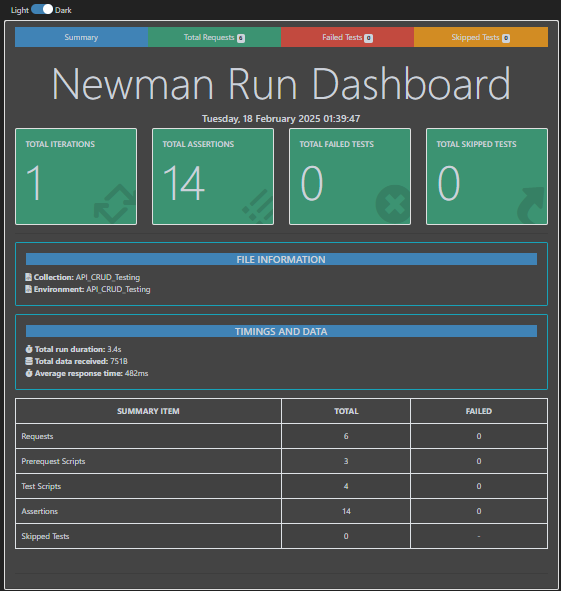 Light Dark
Summary Total Requests 6 Failed Tests 0 Skipped Tests 0
Newman Run Dashboard
Tuesday, 18 February 2025 01:39:47
TOTAL ITERATIONS TOTAL ASSERTIONS TOTAL FAILED TESTS TOTAL SKIPPED TESTS
1 14 0 0
FILE INFORMATION
Collection: API_CRUD_Testing
Environment: API_CRUD_Testing
TIMINGS AND DATA
Total run duration: 3.4s
Total data received: 751B
Average response time: 482ms
SUMMARY ITEM TOTAL FAILED
Requests 6 0
Prerequest Scripts 3 0
Test Scripts 4 0
Assertions 14 0
Skipped Tests 0 -